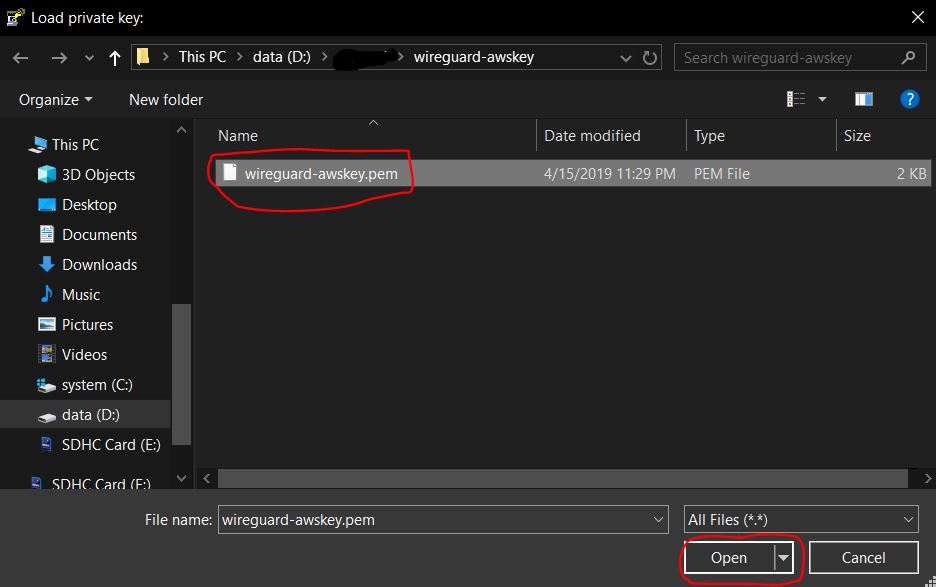 Load private key:
This PC data (D:) wireguard-awskey
Search wireguard-awskey
Organize New folder
?
Name Date modified Type Size
wireguard-awskey.pem 4/15/2019 11:29 PM PEM File 2 KB
This PC
3D Objects
Desktop
Documents
Downloads
Music
Pictures
Videos
system (C:)
data (D:)
SDHC Card (E:)
SDHC Card (F:)
File name: wireguard-awskey.pem All Files (*.*)
Open Cancel